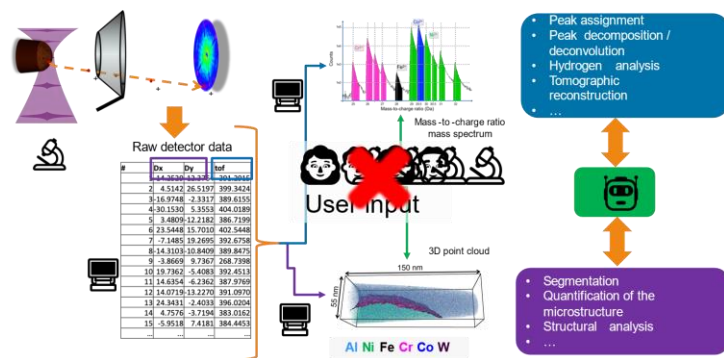 Raw detector data
# Dx Dy tof
2 4.5142 26.5197 399.3424
3 -16.9748 -2.3317 389.6155
4 -30.1530 5.3553 404.0189
5 3.4809 -12.2182 386.7199
6 23.5448 15.7010 402.5448
7 -7.1485 19.2695 392.6758
8 -14.3103 -10.8409 389.8475
9 -3.8669 9.7367 268.7398
10 19.7362 -5.4083 392.4513
11 14.6354 -6.2362 387.9769
12 14.0719 -13.2270 391.0970
13 24.3431 -2.4033 396.0204
14 4.7576 -3.7194 383.0162
15 -5.9518 7.4181 384.4453
... ... ... ...
Counts
Mass-to-charge-ratio (Da)
Mass-to-charge ratio
mass spectrum
User input
3D point cloud
150 nm
55 nm
Al Ni Fe Cr Co W
• Peak assignment
• Peak decomposition /
deconvolution
• Hydrogen analysis
• Tomographic
reconstruction
• ...
• Segmentation
• Quantification of the
microstructure
• Structural analysis
• ...